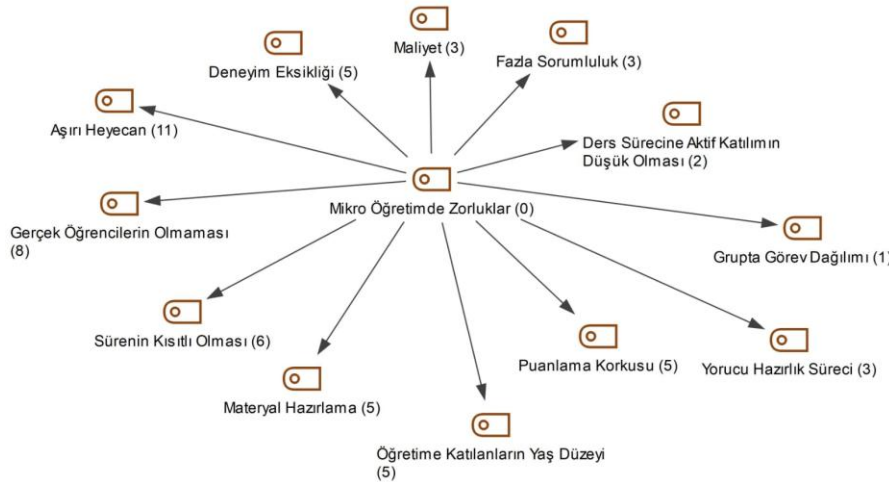 Maliyet (3)
Fazla Sorumluluk (3)
Deneyim Eksikliği (5)
Aşırı Heyecan (11)
Ders Sürecine Aktif Katılımın
Düşük Olması (2)
Mikro Öğretimde Zorluklar (0)
Gerçek Öğrencilerin Olmaması
(8)
Grupta Görev Dağılımı (1)
Sürenin Kısıtlı Olması (6)
Puanlama Korkusu (5)
Yorucu Hazırlık Süreci (3)
Materyal Hazırlama (5)
Öğretime Katılanların Yaş Düzeyi
(5)